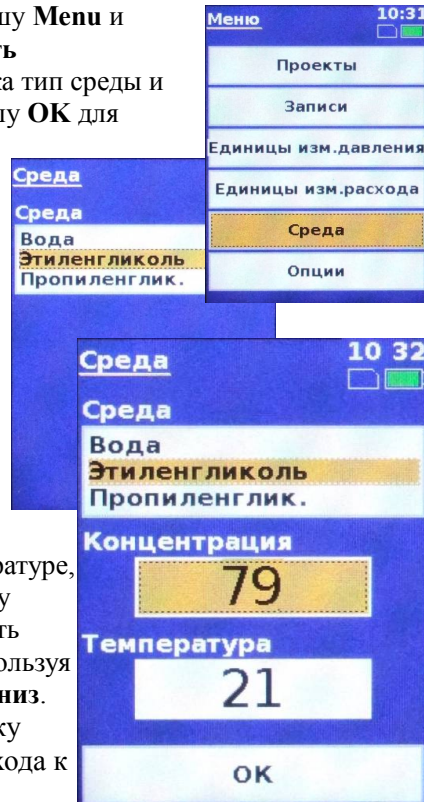 шу Menu и
ть
а тип среды и
у OK для
Меню 10:31
Проекты
Записи
Единицы изм.давления
Единицы изм.расхода
Среда
Опции
Среда
Среда
Вода
Этиленгликоль
Пропиленглик.
Среда 10 32
Среда
Вода
Этиленгликоль
Пропиленглик.
Концентрация
79
Температура
21
OK
ратуре,
у
ть
ользуя
низ.
ку
хода к